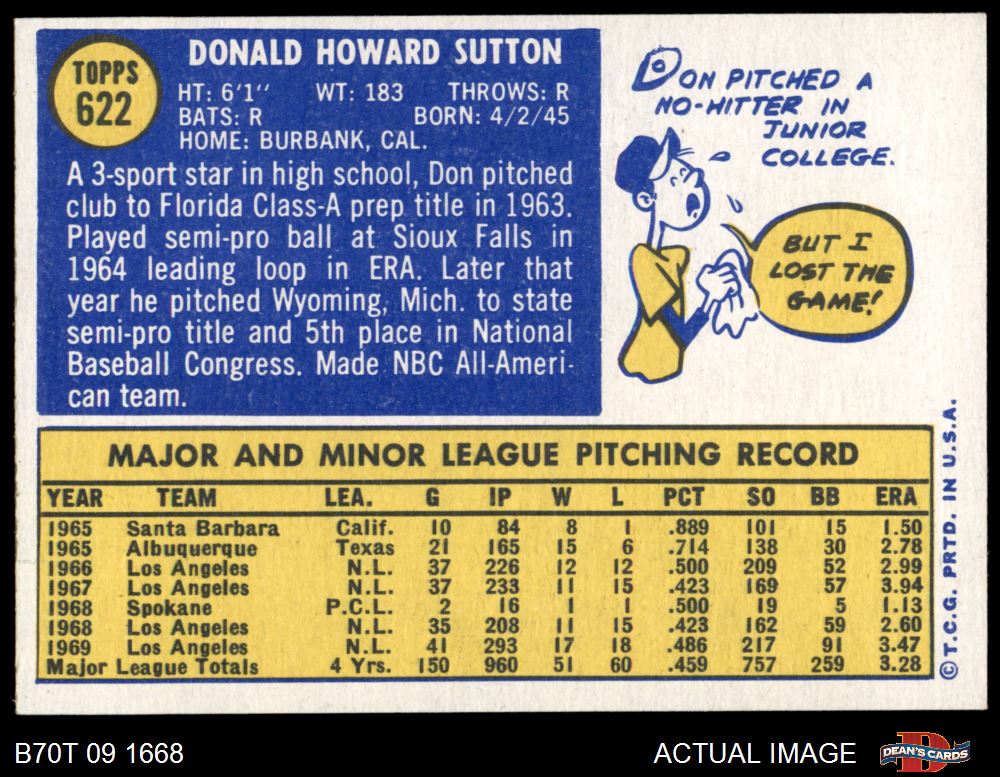 TOPPS
622
DONALD HOWARD SUTTON
HT: 6'1" WT: 183 THROWS: R
BATS: R BORN: 4/2/45
HOME: BURBANK, CAL.
A 3-sport star in high school, Don pitched
club to Florida Class-A prep title in 1963.
Played semi-pro ball at Sioux Falls in
1964 leading loop in ERA. Later that
year he pitched Wyoming, Mich. to state
semi-pro title and 5th place in National
Baseball Congress. Made NBC All-Ameri-
can team.
DON PITCHED A
NO-HITTER IN
JUNIOR
COLLEGE.
BUT I
LOST THE
GAME!
MAJOR AND MINOR LEAGUE PITCHING RECORD
YEAR TEAM LEA. G IP W L PCT SO BB ERA
1965 Santa Barbara Calif. 10 84 8 1 .889 101 15 1.50
1965 Albuquerque Texas 21 165 15 6 .714 138 30 2.78
1966 Los Angeles N.L. 37 226 12 12 .500 209 52 2.99
1967 Los Angeles N.L. 37 233 11 15 .423 169 57 3.94
1968 Spokane P.C.L. 2 16 1 1 .500 19 5 1.13
1968 Los Angeles N.L. 35 208 11 15 .423 162 59 2.60
1969 Los Angeles N.L. 41 293 17 18 .486 217 91 3.47
Major League Totals 4 Yrs. 150 960 51 60 .459 757 259 3.28
© T.C.G. PRTD. IN U.S.A.
B70T 09 1668
ACTUAL IMAGE
DEAN'S CARDS